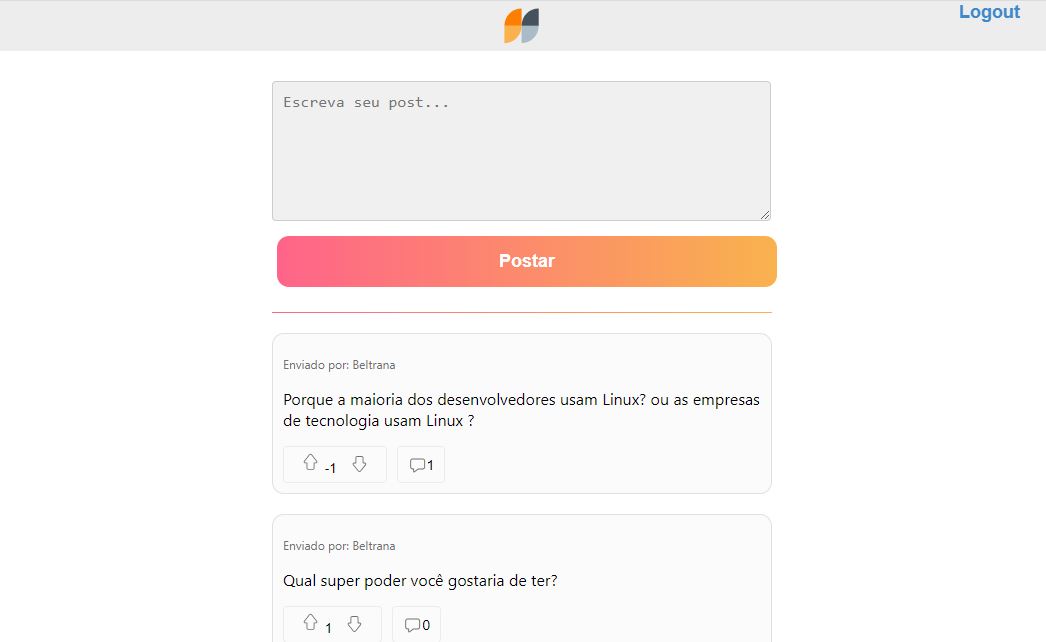 Logout
Escreva seu post...
Postar
Enviado por: Beltrana
Porque a maioria dos desenvolvedores usam Linux? ou as empresas
de tecnologia usam Linux ?
-1
1
Enviado por: Beltrana
Qual super poder você gostaria de ter?
1
0